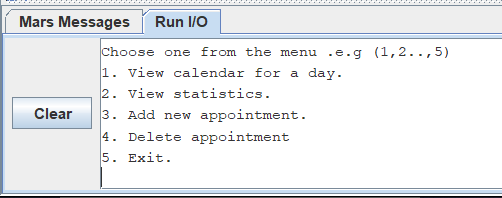 Mars Messages
Run I/O
Choose one from the menu .e.g (1,2..,5)
1. View calendar for a day.
2. View statistics.
3. Add new appointment.
4. Delete appointment
5. Exit.
Clear